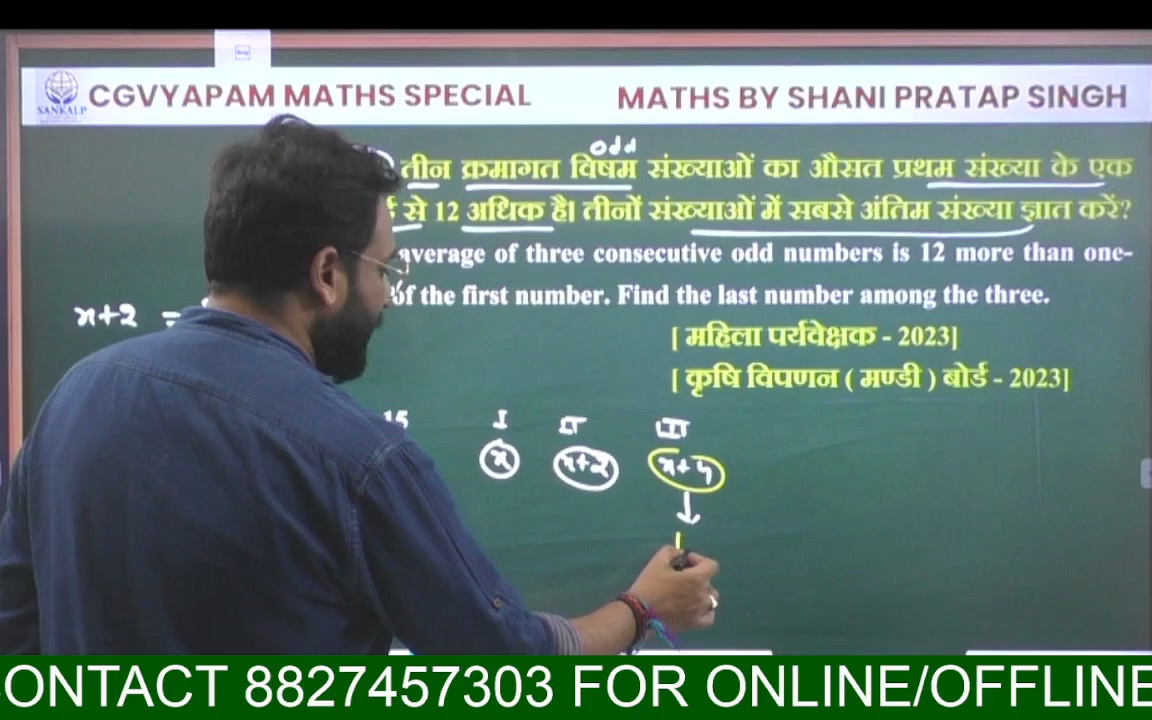 CGVYAPAM MATHS SPECIAL MATHS BY SHANI PRATAP SINGH
SANKALP
odd
तीन क्रमागत विषम संख्याओं का औसत प्रथम संख्या के एक
से 12 अधिक है। तीनों संख्याओं में सबसे अंतिम संख्या ज्ञात करें?
average of three consecutive odd numbers is 12 more than one-
of the first number. Find the last number among the three.
x+2 =
[ महिला पर्यवेक्षक - 2023]
[ कृषि विपणन ( मण्डी ) बोर्ड - 2023]
15 I II III
x x+2 x+4
ONTACT 8827457303 FOR ONLINE/OFFLINE